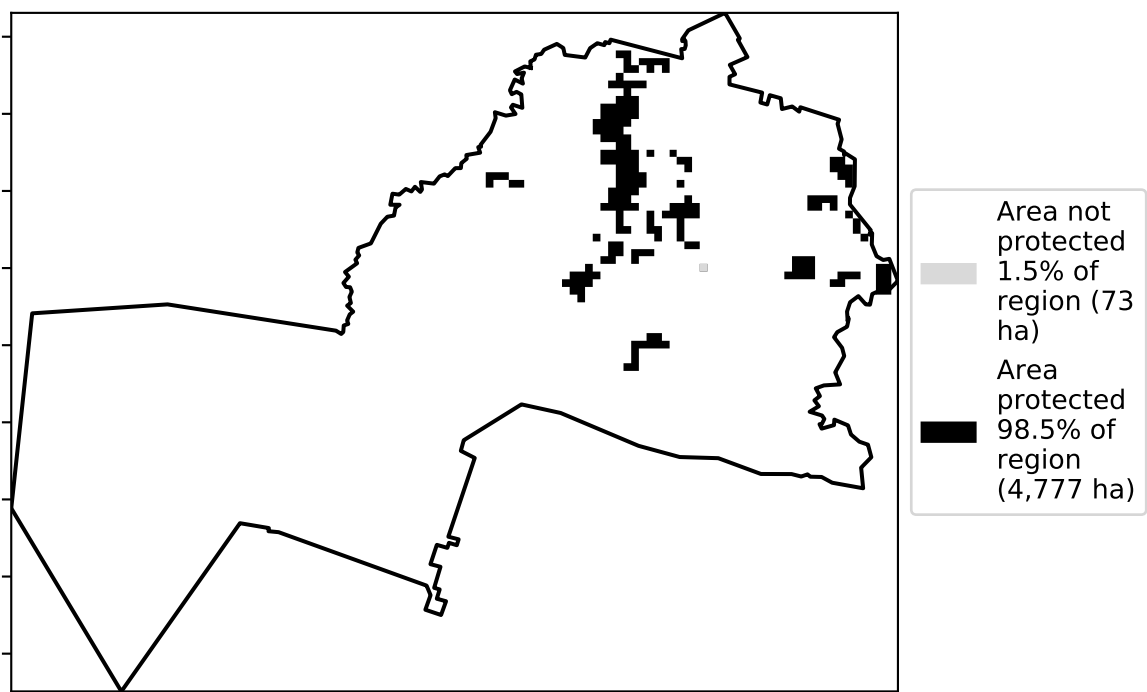 Area not
protected
1.5% of
region (73
ha)
Area
protected
98.5% of
region
(4,777 ha)